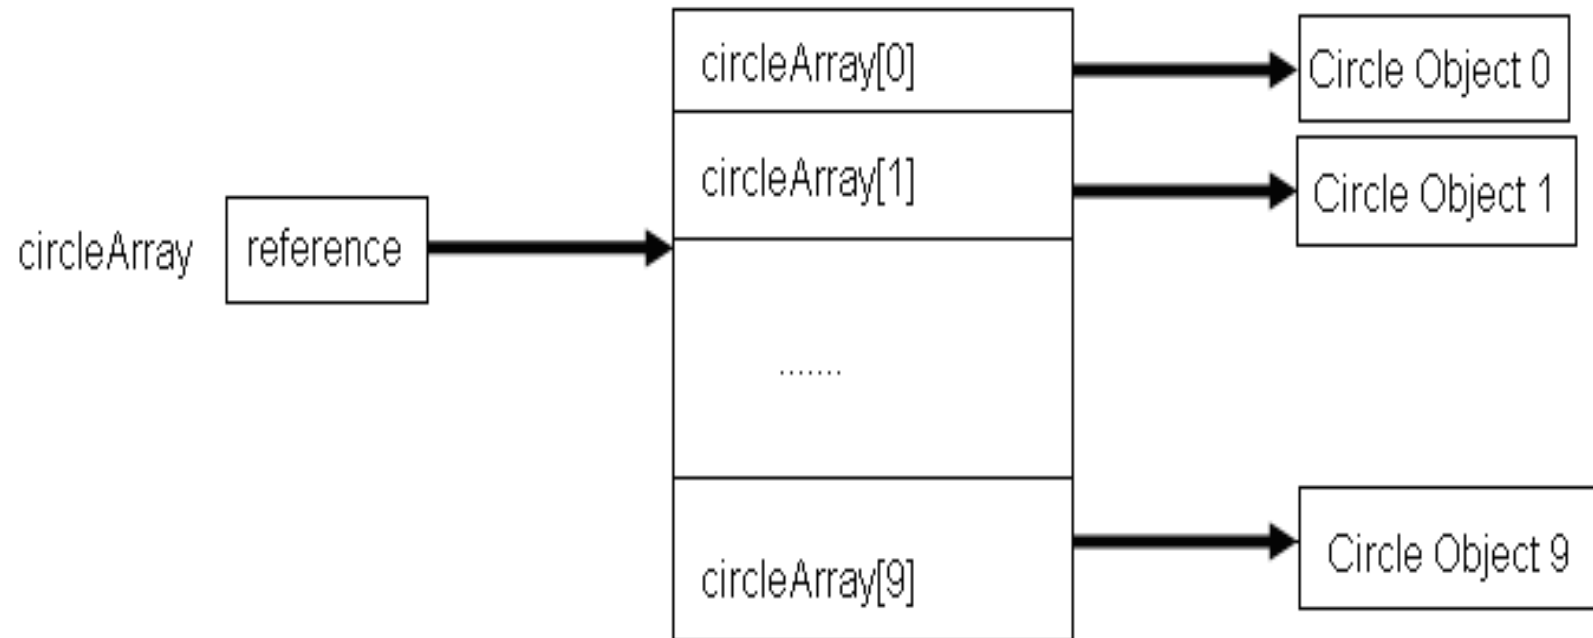 circleArray[0]
Circle Object 0
circleArray[1]
Circle Object 1
circleArray
reference
.......
circleArray[9]
Circle Object 9